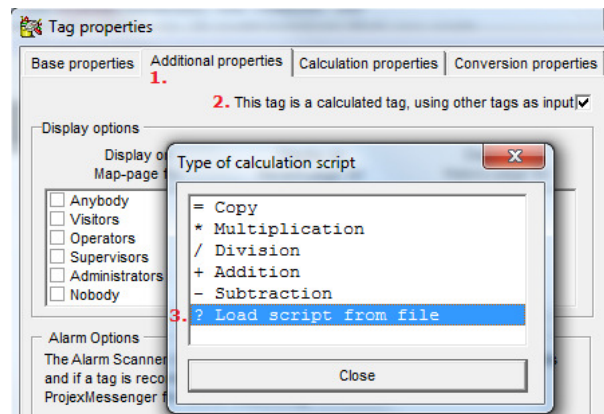 Tag properties
Base properties Additional properties Calculation properties Conversion properties
1.
2. This tag is a calculated tag, using other tags as input
Display options
Display
Map-page
Type of calculation script
Anybody
Visitors
Operators
Supervisors
Administrators
Nobody
= Copy
* Multiplication
/ Division
+ Addition
- Subtraction
3. ? Load script from file
Close
Alarm Options
The Alarm Scanner
and if a tag is
ProjexMessenger